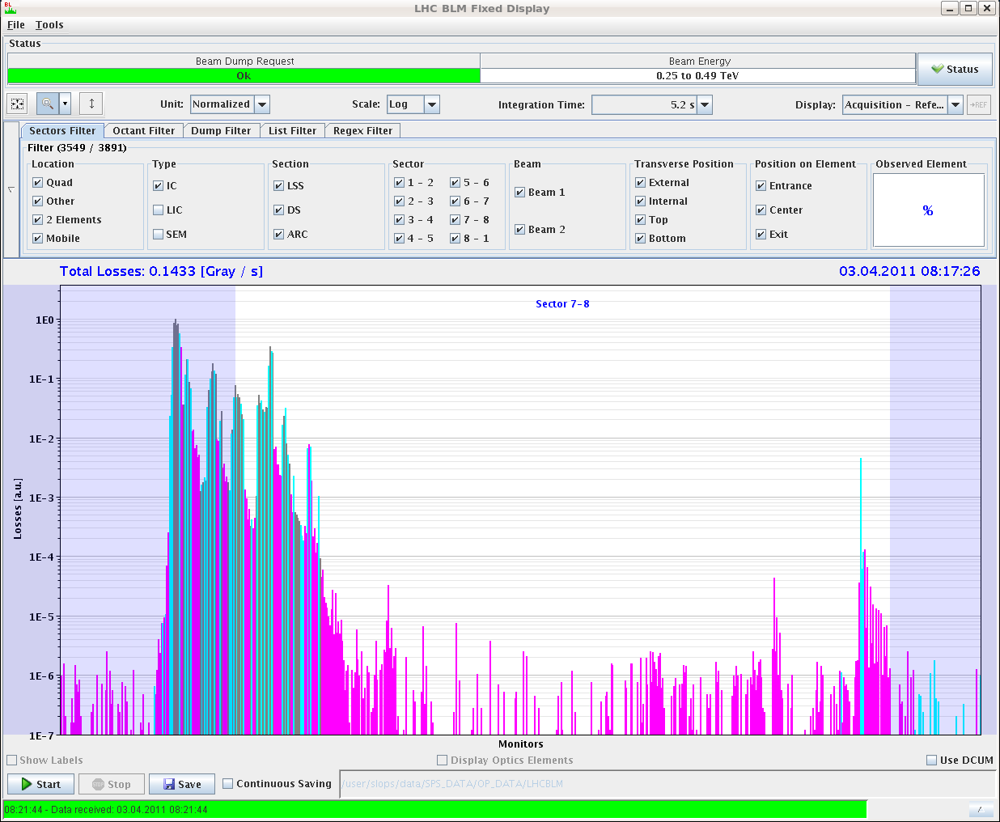 BL
LHC BLM Fixed Display
File Tools
Status
Beam Dump Request Beam Energy
Ok 0.25 to 0.49 TeV
Status
Unit: Normalized Scale: Log Integration Time: 5.2 s Display: Acquisition - Refe... →REF
Sectors Filter Octant Filter Dump Filter List Filter Regex Filter
Filter (3549 / 3891)
Location
Quad
Other
2 Elements
Mobile
Type
IC
LIC
SEM
Section
LSS
DS
ARC
Sector
1 - 2 5 - 6
2 - 3 6 - 7
3 - 4 7 - 8
4 - 5 8 - 1
Beam
Beam 1
Beam 2
Transverse Position
External
Internal
Top
Bottom
Position on Element
Entrance
Center
Exit
Observed Element
%
Total Losses: 0.1433 [Gray / s] 03.04.2011 08:17:26
Sector 7-8
Losses [a.u.]
1E0
1E-1
1E-2
1E-3
1E-4
1E-5
1E-6
1E-7
Monitors
Show Labels Display Optics Elements Use DCUM
Start STOP Stop Save Continuous Saving /user/slops/data/SPS_DATA/OP_DATA/LHCBLM
08:21:44 - Data received: 03.04.2011 08:21:44